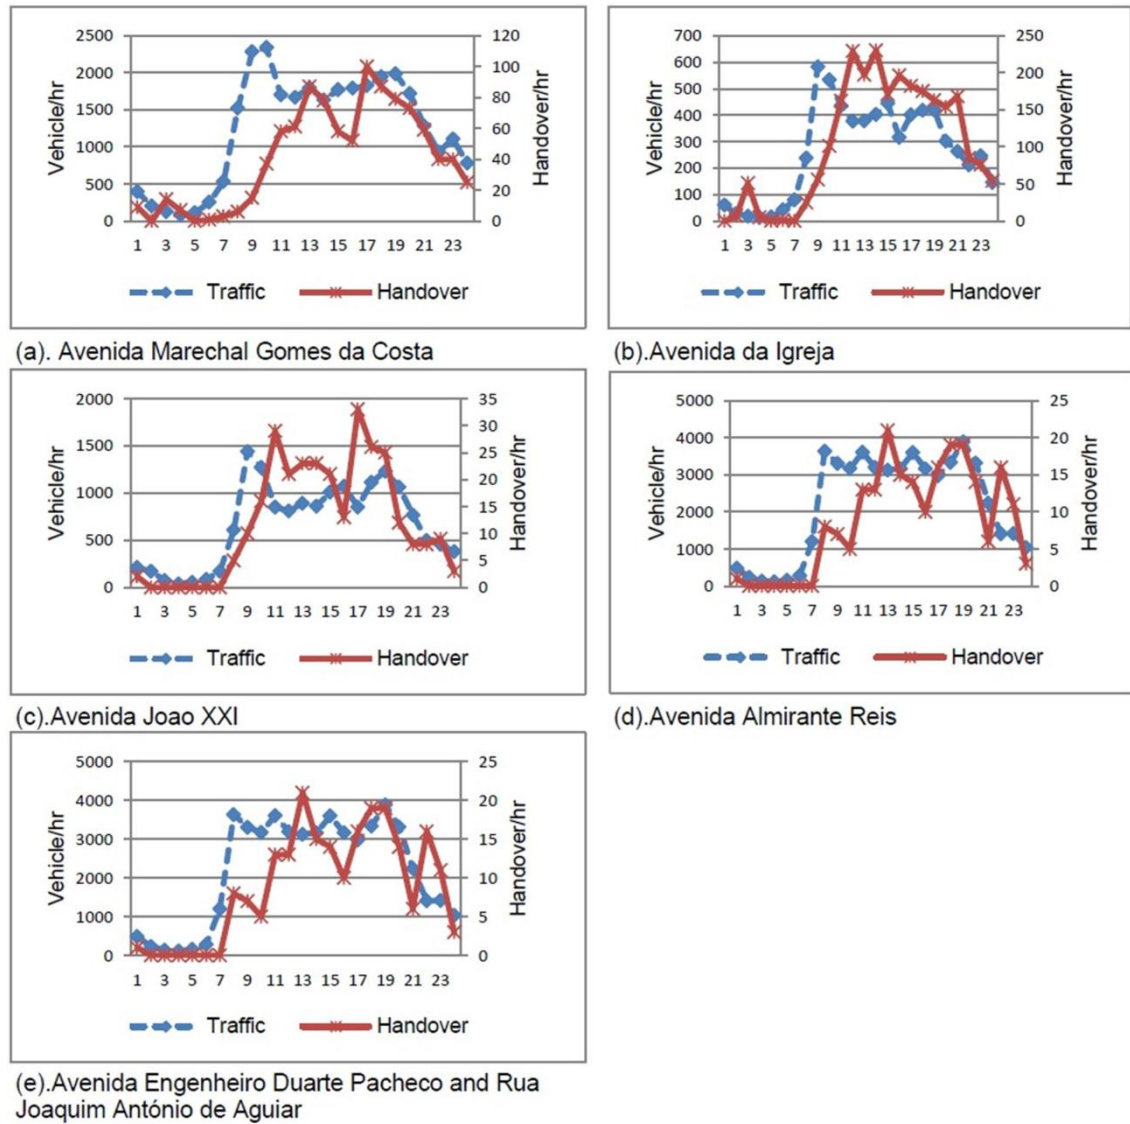 2500
2000
1500
1000
500
0
Vehicle/hr
120
100
80
60
40
20
0
Handover/hr
1 3 5 7 9 11 13 15 17 19 21 23
Traffic Handover
(a). Avenida Marechal Gomes da Costa
700
600
500
400
300
200
100
0
Vehicle/hr
250
200
150
100
50
0
Handover/hr
1 3 5 7 9 11 13 15 17 19 21 23
Traffic Handover
(b).Avenida da Igreja
2000
1500
1000
500
0
Vehicle/hr
35
30
25
20
15
10
5
0
Handover/hr
1 3 5 7 9 11 13 15 17 19 21 23
Traffic Handover
(c).Avenida Joao XXI
5000
4000
3000
2000
1000
0
Vehicle/hr
25
20
15
10
5
0
Handover/hr
1 3 5 7 9 11 13 15 17 19 21 23
Traffic Handover
(d).Avenida Almirante Reis
5000
4000
3000
2000
1000
0
Vehicle/hr
25
20
15
10
5
0
Handover/hr
1 3 5 7 9 11 13 15 17 19 21 23
Traffic Handover
(e).Avenida Engenheiro Duarte Pacheco and Rua
Joaquim António de Aguiar